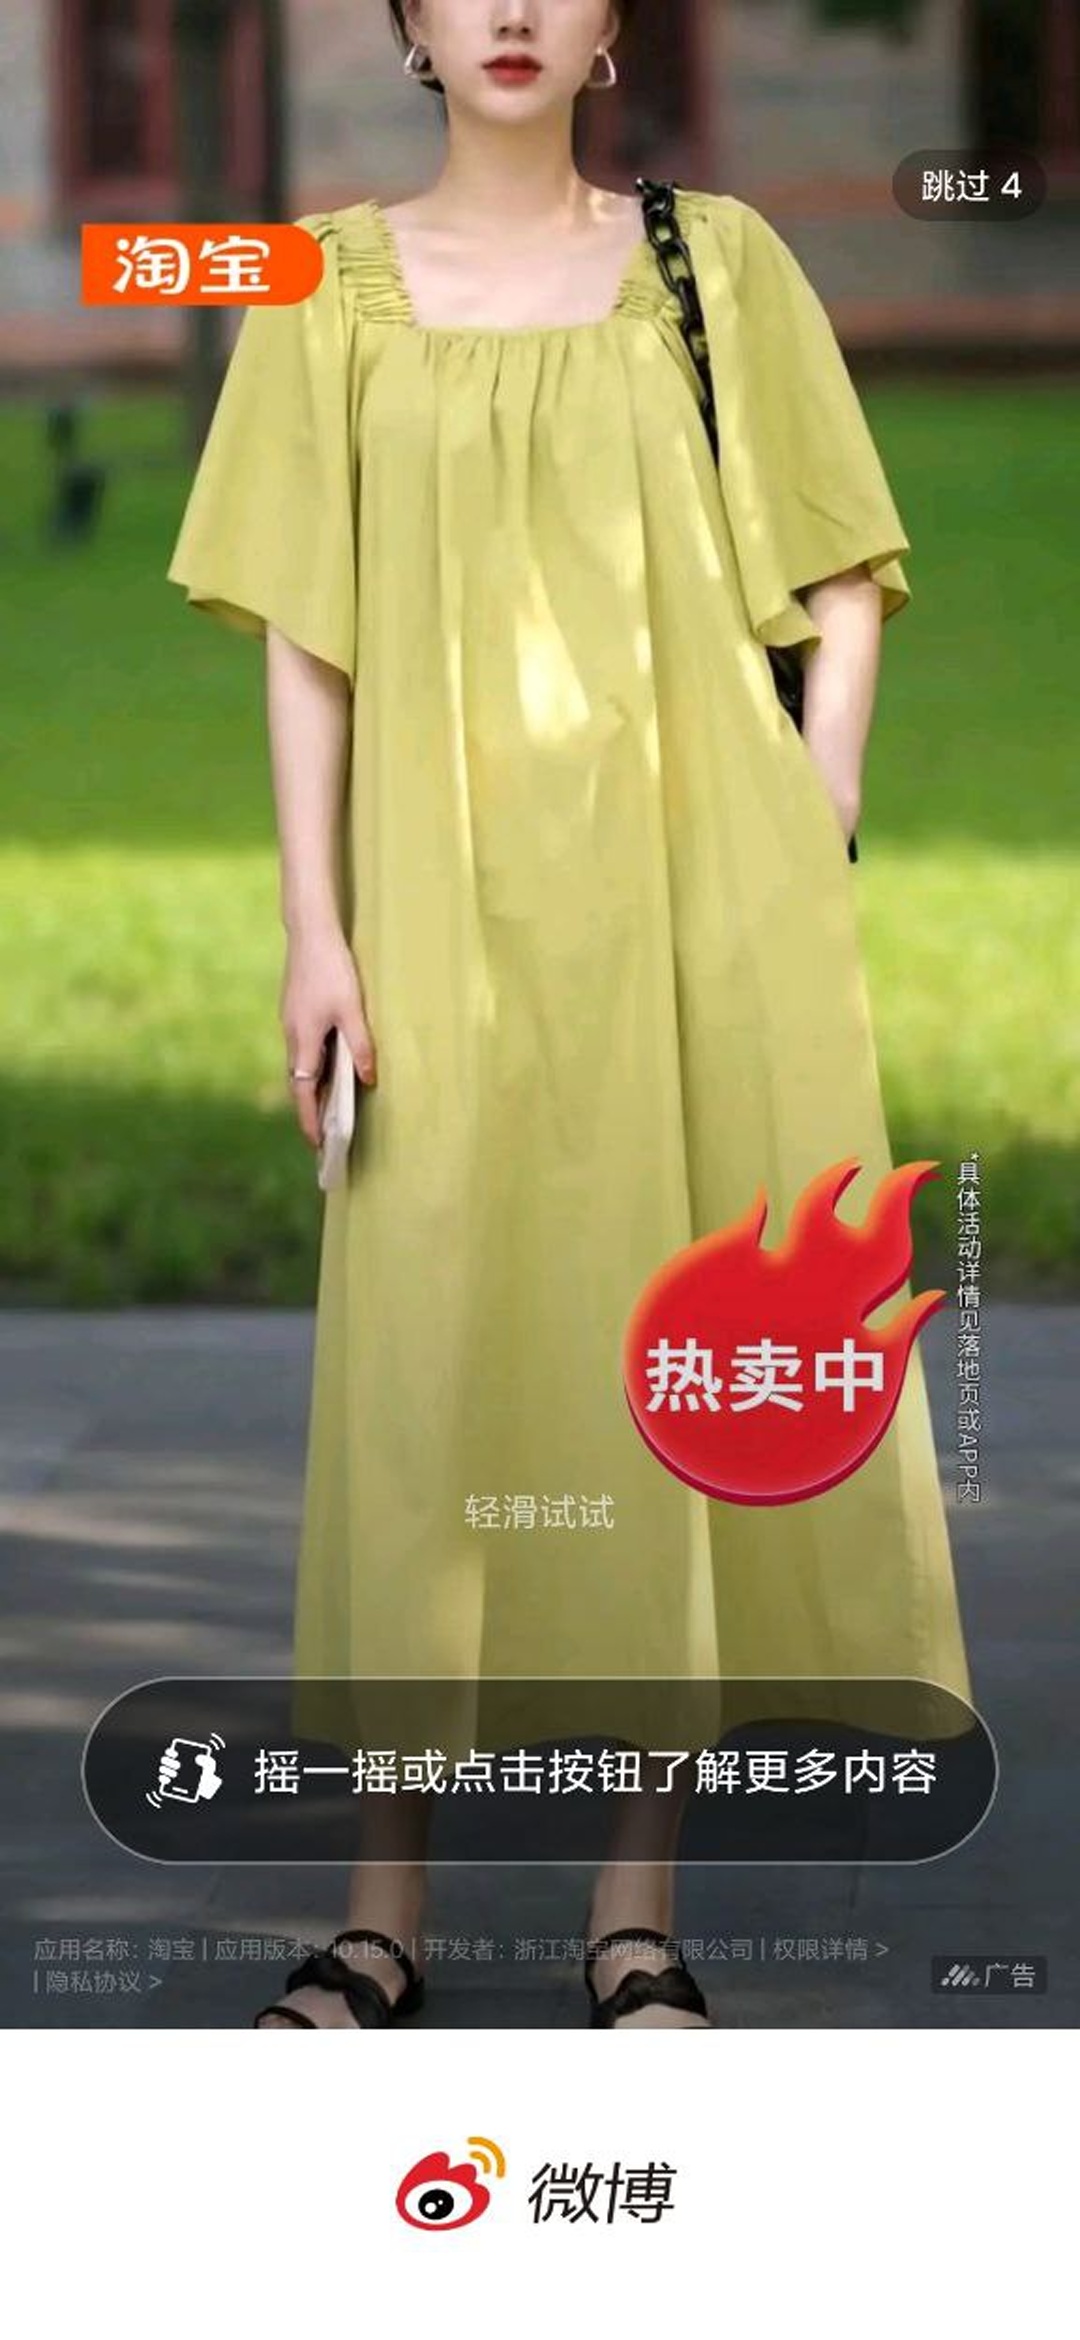 跳过 4
淘宝
*具体活动详情见落地页或APP内
热卖中
轻滑试试
摇一摇或点击按钮了解更多内容
应用名称：淘宝 | 应用版本：10.15.0 | 开发者：浙江淘宝网络有限公司 | 权限详情 >
| 隐私协议 >
广告
微博